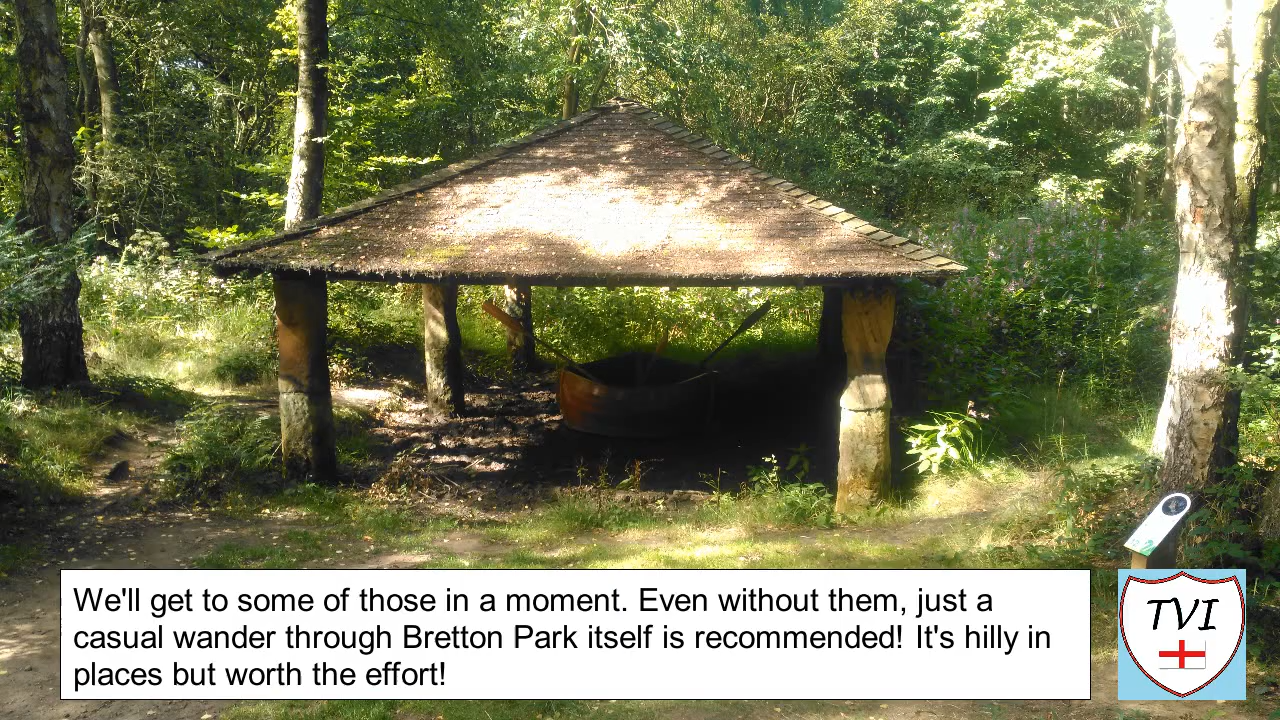 We'll get to some of those in a moment. Even without them, just a
casual wander through Bretton Park itself is recommended! It's hilly in
places but worth the effort!
TVI